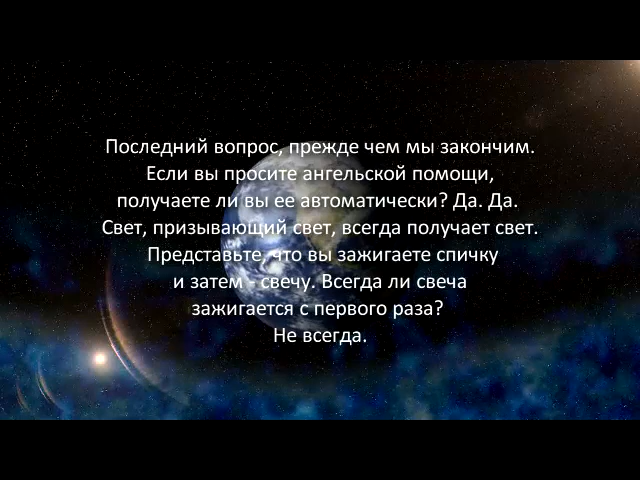 Последний вопрос, прежде чем мы закончим.
Если вы просите ангельской помощи,
получаете ли вы ее автоматически? Да. Да.
Свет, призывающий свет, всегда получает свет.
Представьте, что вы зажигаете спичку
и затем - свечу. Всегда ли свеча
зажигается с первого раза?
Не всегда.